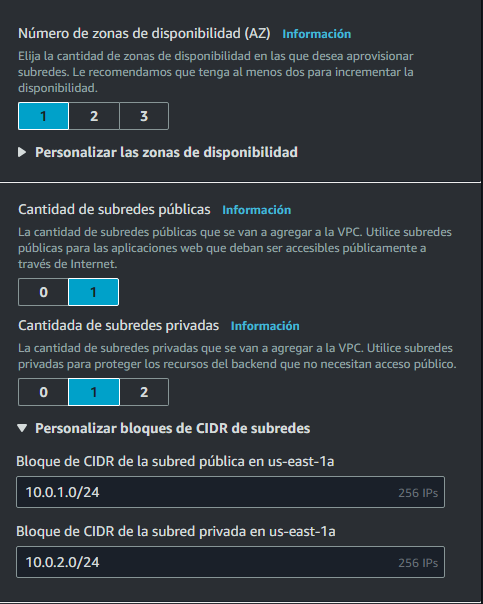 Número de zonas de disponibilidad (AZ) Información
Elija la cantidad de zonas de disponibilidad en las que desea aprovisionar
subredes. Le recomendamos que tenga al menos dos para incrementar la
disponibilidad.
1 2 3
Personalizar las zonas de disponibilidad
Cantidad de subredes públicas Información
La cantidad de subredes públicas que se van a agregar a la VPC. Utilice subredes
públicas para las aplicaciones web que deban ser accesibles públicamente a
través de Internet.
0 1
Cantidada de subredes privadas Información
La cantidad de subredes privadas que se van a agregar a la VPC. Utilice subredes
privadas para proteger los recursos del backend que no necesitan acceso público.
0 1 2
Personalizar bloques de CIDR de subredes
Bloque de CIDR de la subred pública en us-east-1a
10.0.1.0/24 256 IPs
Bloque de CIDR de la subred privada en us-east-1a
10.0.2.0/24 256 IPs